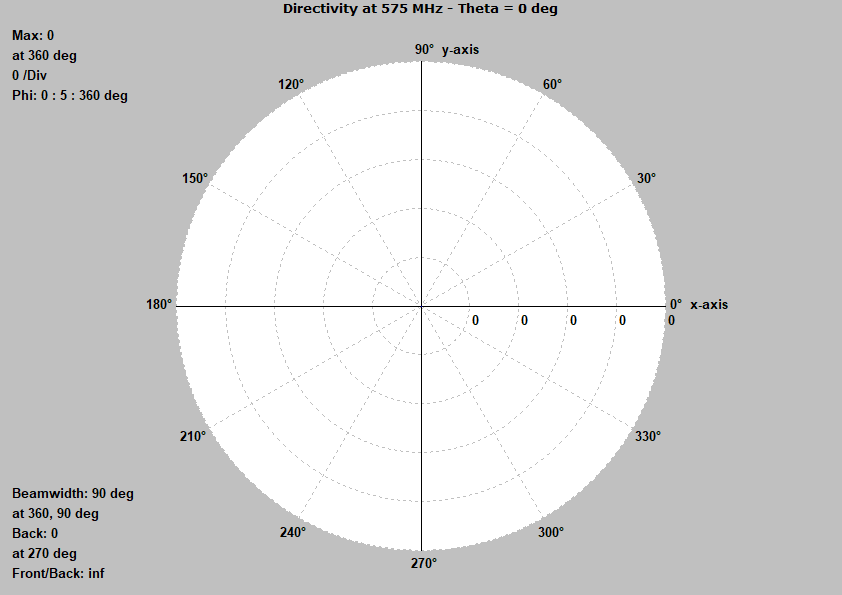 Directivity at 575 MHz - Theta = 0 deg
Max: 0
at 360 deg
0 /Div
Phi: 0 : 5 : 360 deg
90° y-axis
120°
60°
150°
30°
180°
0° x-axis
0 0 0 0 0
210°
330°
240°
300°
270°
Beamwidth: 90 deg
at 360, 90 deg
Back: 0
at 270 deg
Front/Back: inf